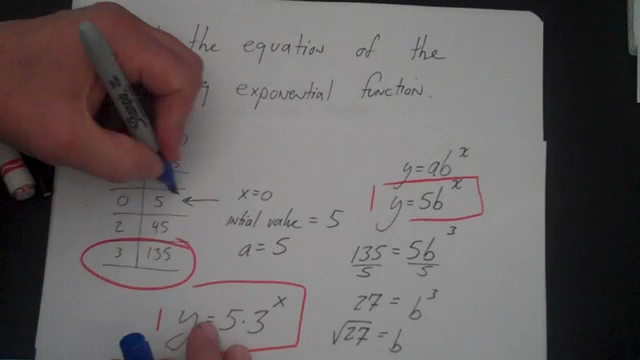 the equation of the
exponential function.
0 5
2 45
3 135
x=0
initial value = 5
a=5
y=5·3^x
y=ab^x
y=5b^x
135/5 = 5b^3/5
27 = b^3
√27 = b
Sharpie